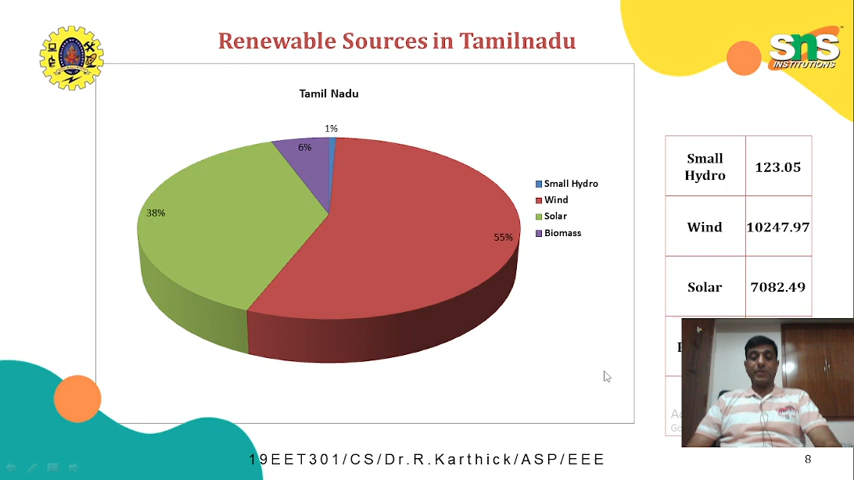 Renewable Sources in Tamilnadu
SNS
INSTITUTIONS
Tamil Nadu
1%
6%
38%
55%
Small Hydro
Wind
Solar
Biomass
Small
Hydro
123.05
Wind
10247.97
Solar
7082.49
19EET301/CS/Dr.R.Karthick/ASP/EEE
8